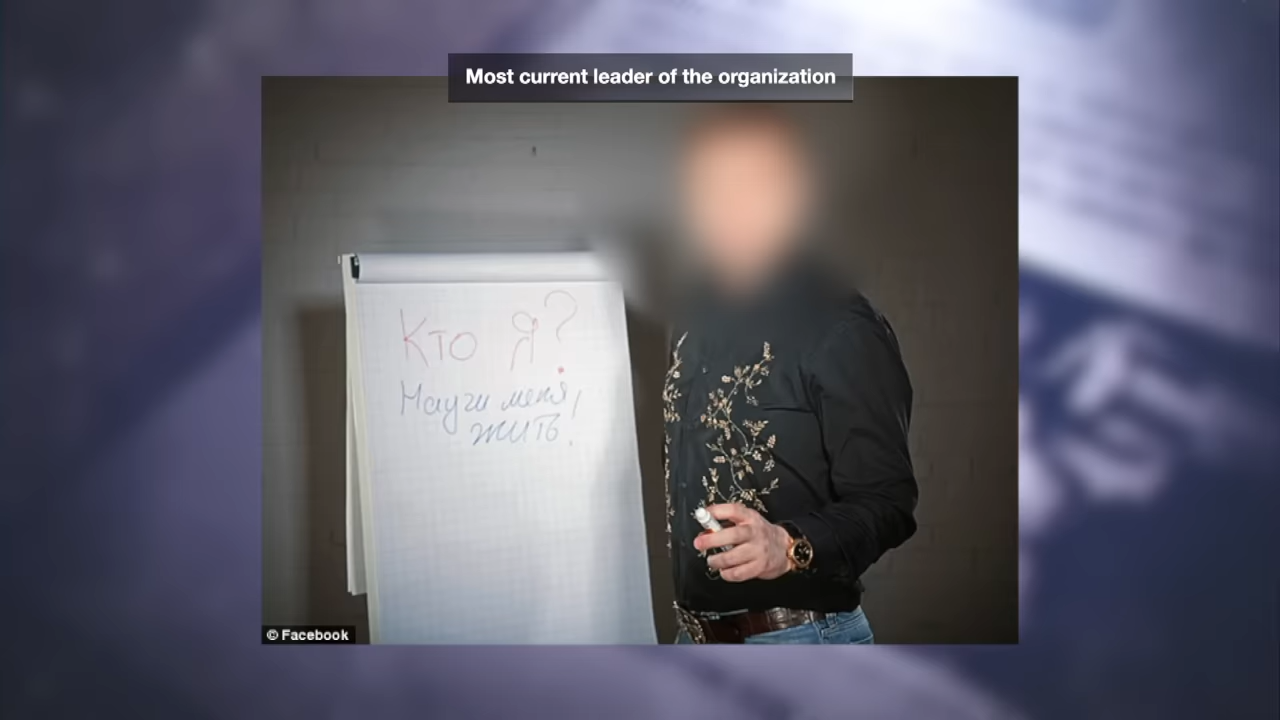 Most current leader of the organization
Кто я?
Научи меня
жить.
© Facebook